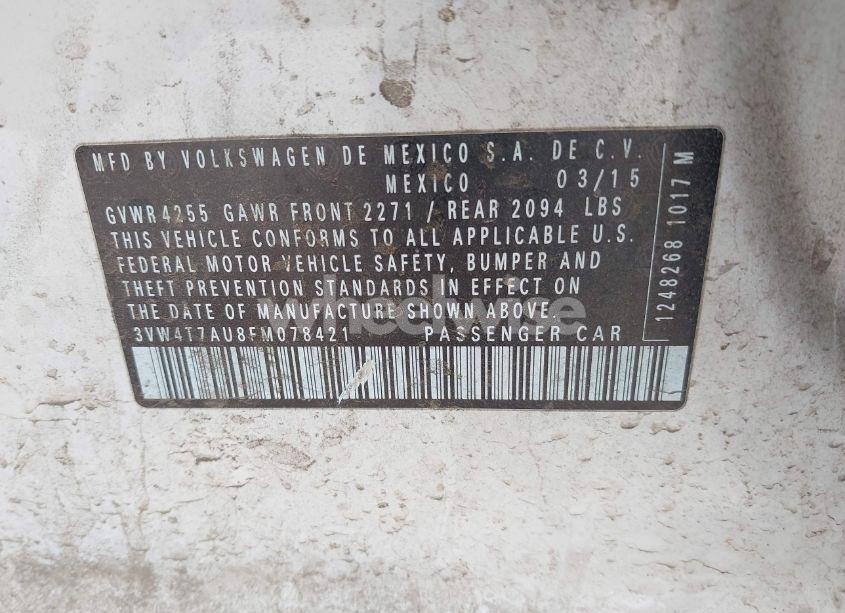 MFD BY VOLKSWAGEN DE MEXICO S.A. DE C.V.
MEXICO 03/15
GVWR4255 GAWR FRONT 2271 / REAR 2094 LBS
THIS VEHICLE CONFORMS TO ALL APPLICABLE U.S.
FEDERAL MOTOR VEHICLE SAFETY, BUMPER AND
THEFT PREVENTION STANDARDS IN EFFECT ON
THE DATE OF MANUFACTURE SHOWN ABOVE.
3VW4T7AU8FM078421 PASSENGER CAR
1248268 1017 M
wheelwise